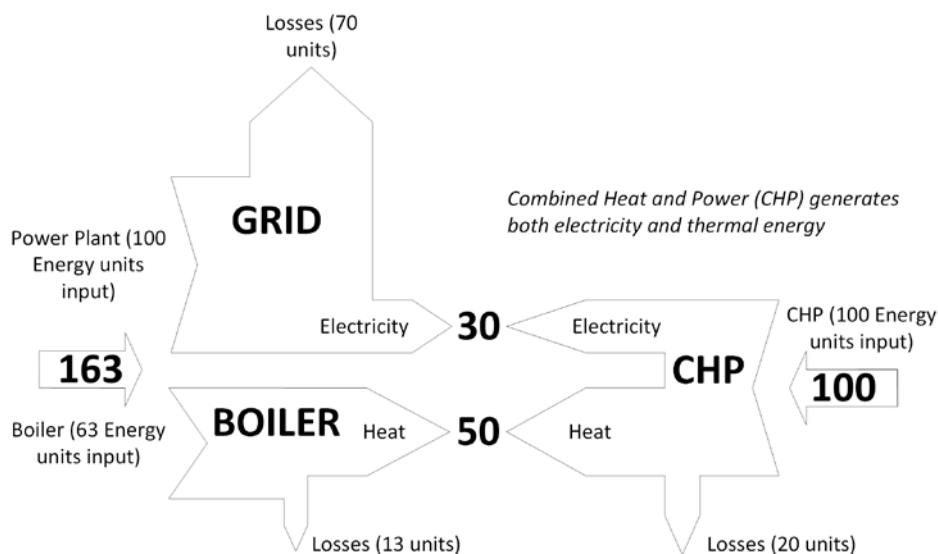 Losses (70
units)
GRID
Combined Heat and Power (CHP) generates
both electricity and thermal energy
Power Plant (100
Energy units
input)
Electricity
30
Electricity
CHP (100 Energy
units input)
163
CHP
100
Boiler (63 Energy
units input)
BOILER
Heat
50
Heat
Losses (13 units)
Losses (20 units)